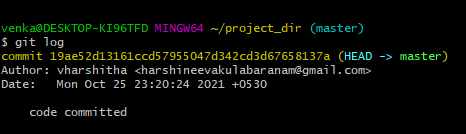 venka@DESKTOP-KI96TFD MINGW64 ~/project_dir (master)
$ git log
commit 19ae52d13161ccd57955047d342cd3d67658137a (HEAD -> master)
Author: vharshitha <harshineevakulabaranam@gmail.com>
Date:   Mon Oct 25 23:20:24 2021 +0530
    code committed